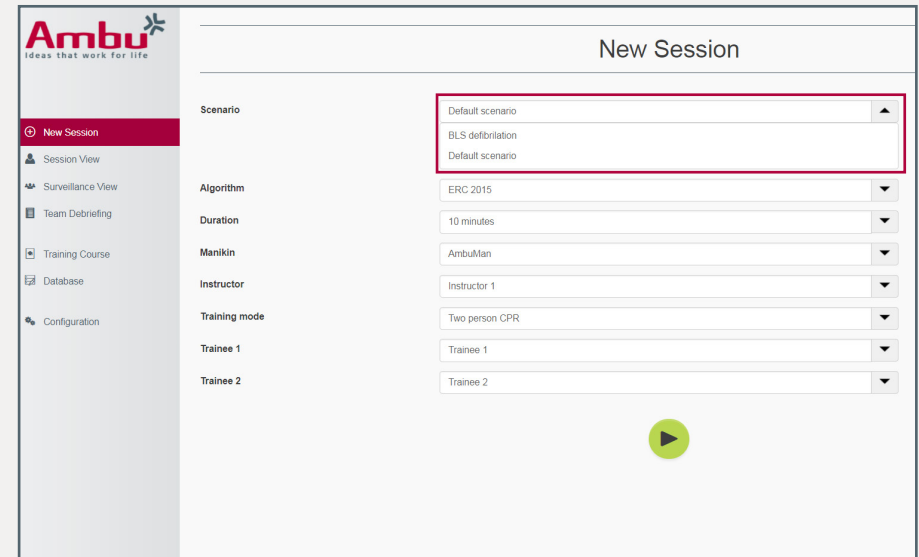 Ambu
Ideas that work for life
New Session
New Session
Session View
Surveillance View
Team Debriefing
Training Course
Database
Configuration
Scenario
Default scenario
BLS defibrilation
Default scenario
Algorithm
ERC 2015
Duration
10 minutes
Manikin
AmbuMan
Instructor
Instructor 1
Training mode
Two person CPR
Trainee 1
Trainee 1
Trainee 2
Trainee 2